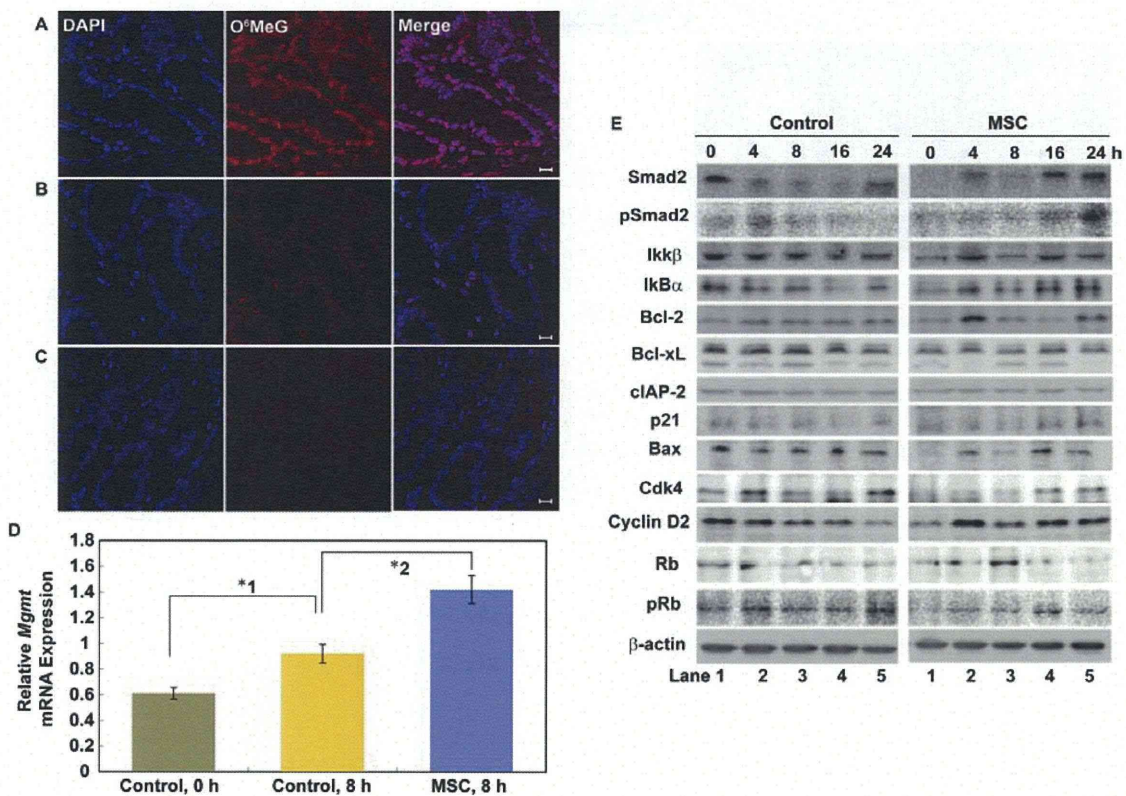 A DAPI O⁶MeG Merge
B
C
D
Relative Mgmt
mRNA Expression
1.8
1.6
1.4
1.2
1
0.8
0.6
0.4
0.2
0
*1
*2
Control, 0 h Control, 8 h MSC, 8 h
E
Control MSC
0 4 8 16 24 0 4 8 16 24 h
Smad2
pSmad2
Ikkβ
IkBα
Bcl-2
Bcl-xL
cIAP-2
p21
Bax
Cdk4
Cyclin D2
Rb
pRb
β-actin
Lane 1 2 3 4 5 1 2 3 4 5